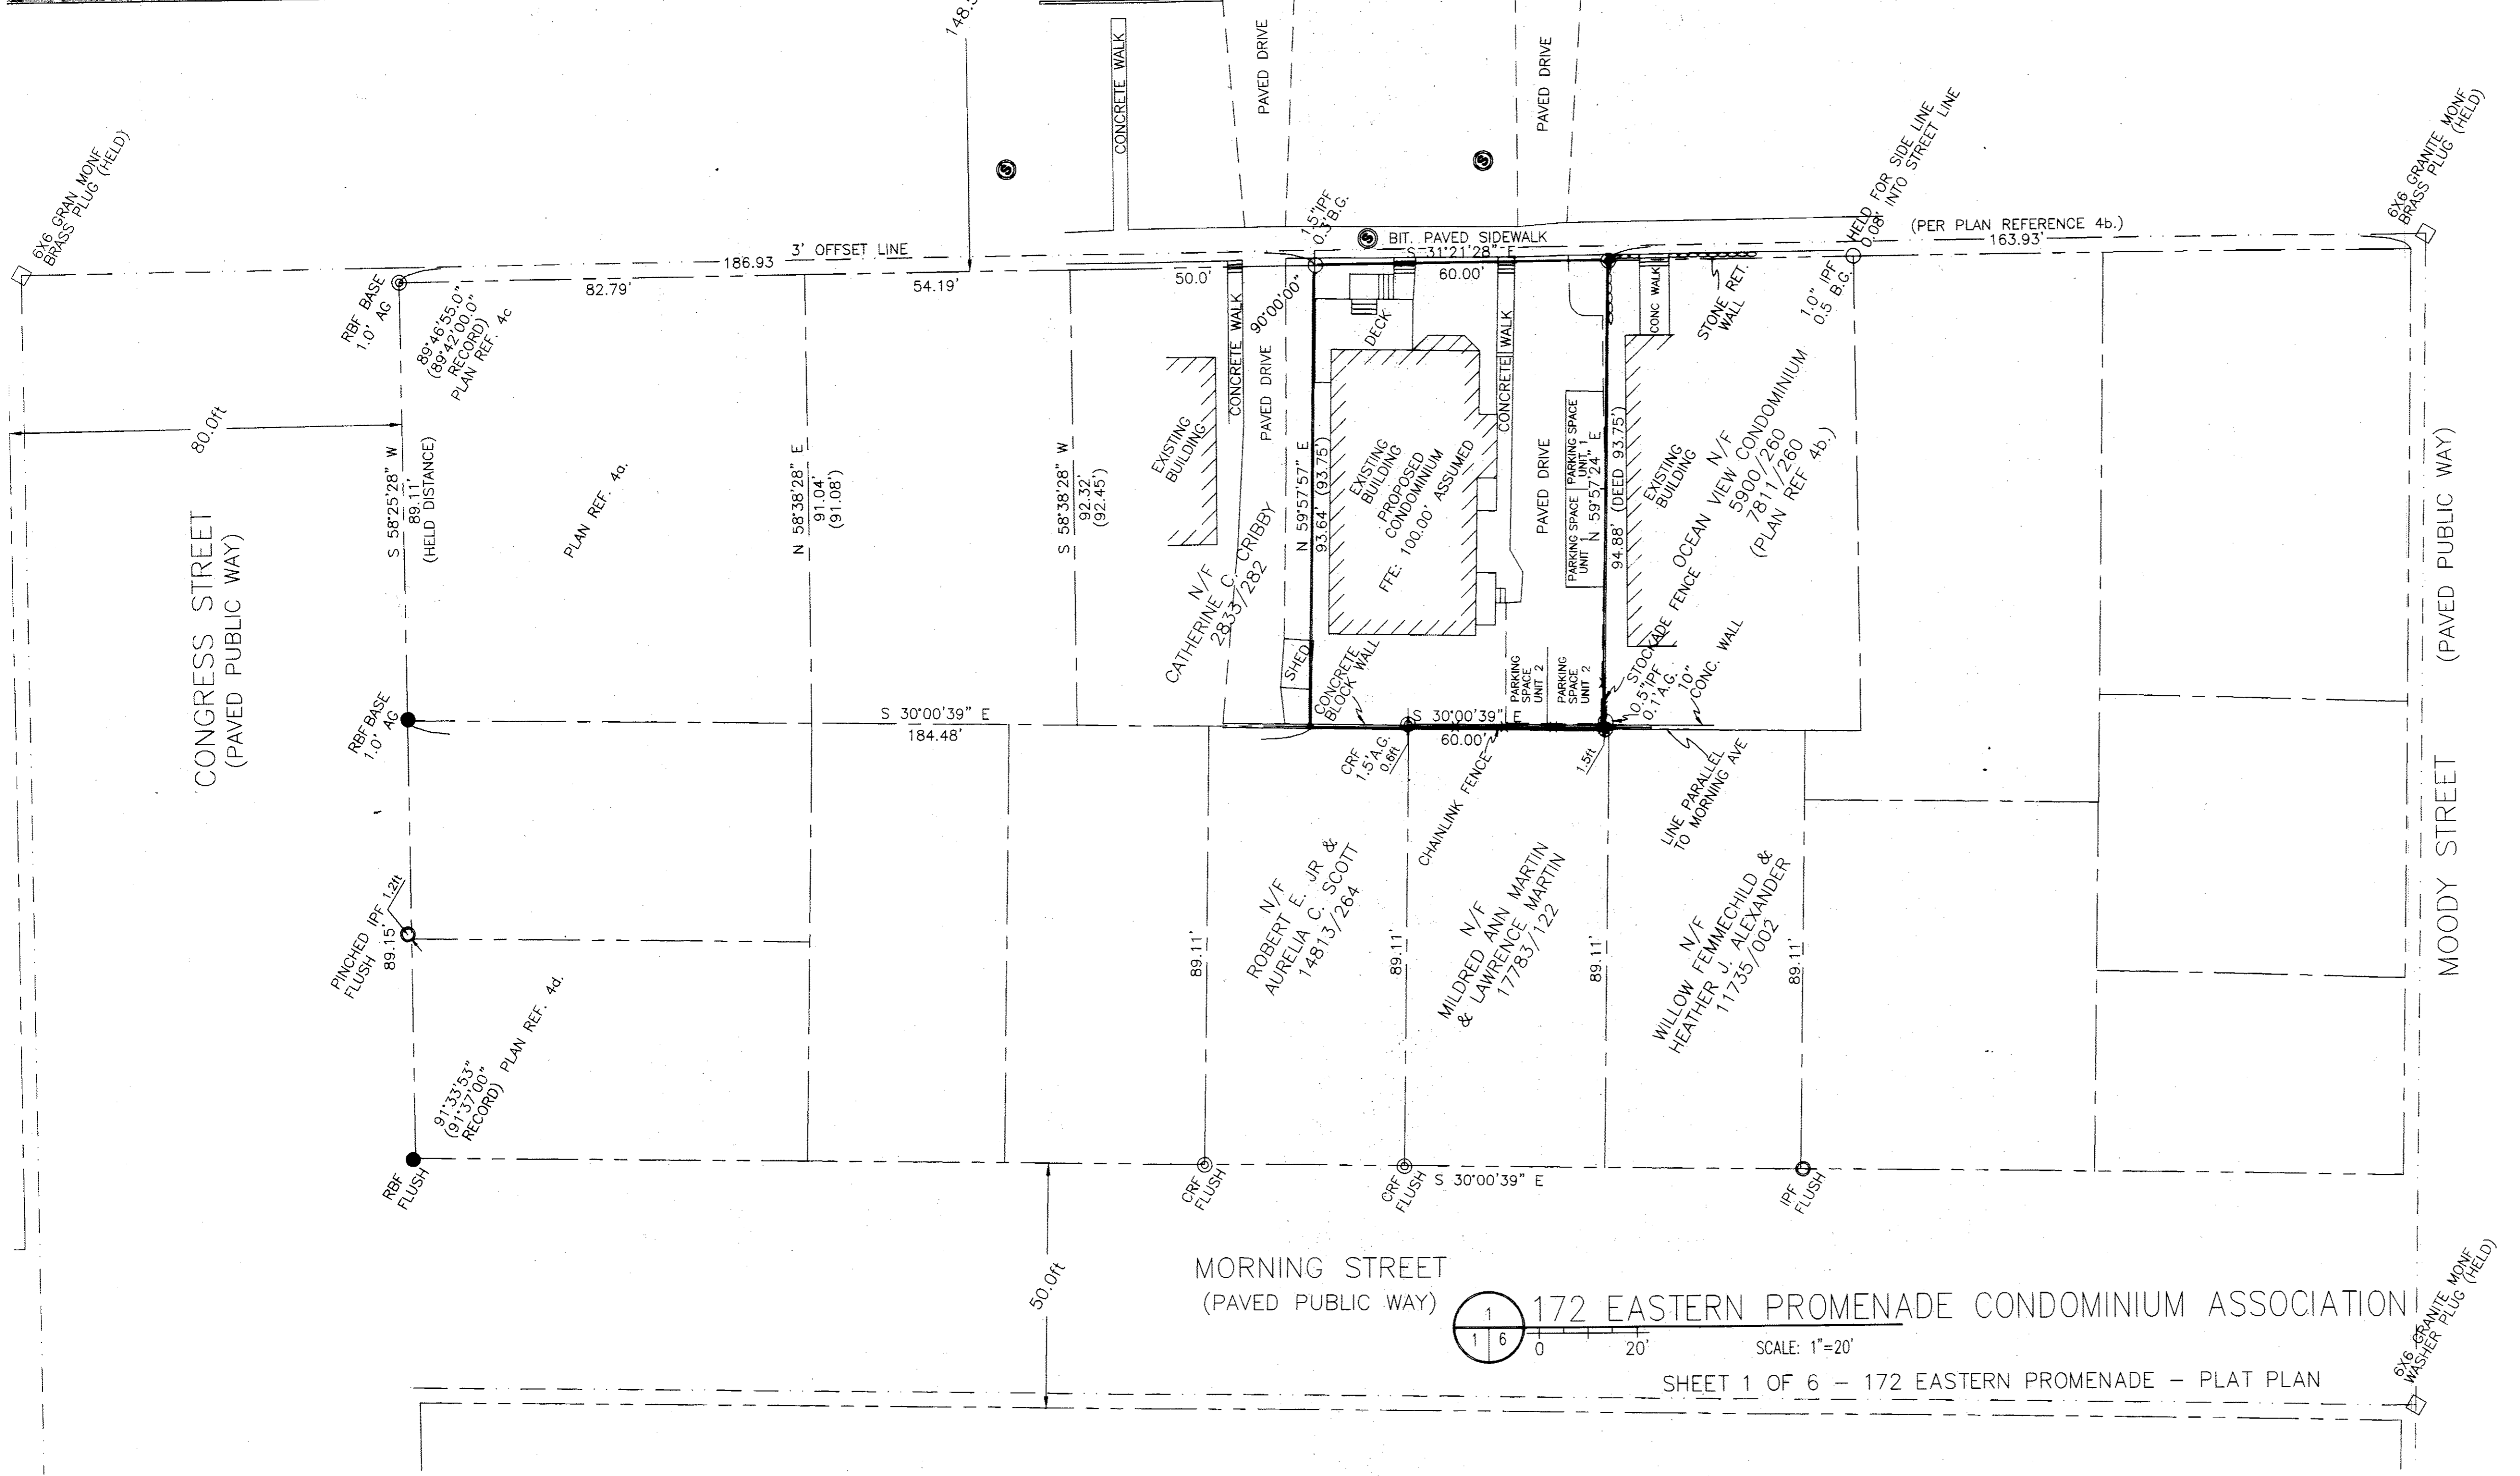 148.5
CONCRETE WALK
PAVED DRIVE
PAVED DRIVE
6X6 GRAN MONF
BRASS PLUG (HELD)
6X6 GRANITE MONF
BRASS PLUG (HELD)
S
S
S
1.5"IPF
0.3'B.G.
HELD FOR SIDE LINE
0.08' INTO STREET LINE
(PER PLAN REFERENCE 4b.)
163.93'
BIT. PAVED SIDEWALK
3' OFFSET LINE
186.93
S 31°21'28" E
60.00'
82.79'
54.19'
50.0'
90°00'00"
RBF BASE
1.0' AG
89°46'55.0"
(89°42'00.0"
RECORD)
PLAN REF. 4c
1.0" IPF
0.5 B.G.
STONE RET.
WALL
CONC WALK
CONCRETE WALK
PAVED DRIVE
DECK
CONCRETE WALK
80.0ft
S 58°25'28" W
89.11'
(HELD DISTANCE)
PLAN REF. 4a.
N 58°38'28" E
91.04'
(91.08')
S 58°38'28" W
92.32'
(92.45')
EXISTING
BUILDING
N 59°57'57" E
93.64' (93.75')
EXISTING
BUILDING
PROPOSED
CONDOMINIUM
FFE: 100.00' ASSUMED
PAVED DRIVE
PARKING SPACE
UNIT 1
PARKING SPACE
UNIT 1
N 59°57'24" E
94.88' (DEED 93.75')
EXISTING
BUILDING
N/F
OCEAN VIEW CONDOMINIUM
5900/260
7811/260
(PLAN REF 4b.)
CONGRESS STREET
(PAVED PUBLIC WAY)
N/F
CATHERINE C. CRIBBY
2833/282
SHED
CONCRETE
BLOCK WALL
PARKING
SPACE
UNIT 2
PARKING
SPACE
UNIT 2
STOCKADE FENCE
0.5"IPF
0.1'A.G.
10"
CONC. WALL
RBF BASE
1.0' AG
S 30°00'39" E
184.48'
S 30°00'39" E
60.00'
CRF
1.5'A.G.
0.6ft
CHAINLINK FENCE
1.5ft
LINE PARALLEL
TO MORNING AVE
MOODY STREET
(PAVED PUBLIC WAY)
PINCHED IPF 1.2ft
FLUSH
89.15'
89.11'
N/F
ROBERT E. JR &
AURELIA C. SCOTT
14813/264
89.11'
N/F
MILDRED ANN MARTIN
& LAWRENCE MARTIN
17783/122
89.11'
N/F
WILLOW FEMMECHILD &
HEATHER J. ALEXANDER
11735/002
89.11'
91°33'53"
(91°37'00"
RECORD) PLAN REF. 4d.
RBF
FLUSH
CRF
FLUSH
CRF
FLUSH
S 30°00'39" E
IPF
FLUSH
50.0ft
MORNING STREET
(PAVED PUBLIC WAY)
1
1 6
172 EASTERN PROMENADE CONDOMINIUM ASSOCIATION
0 20'
SCALE: 1"=20'
SHEET 1 OF 6 – 172 EASTERN PROMENADE – PLAT PLAN
6X6 GRANITE MONF
WASHER PLUG (HELD)